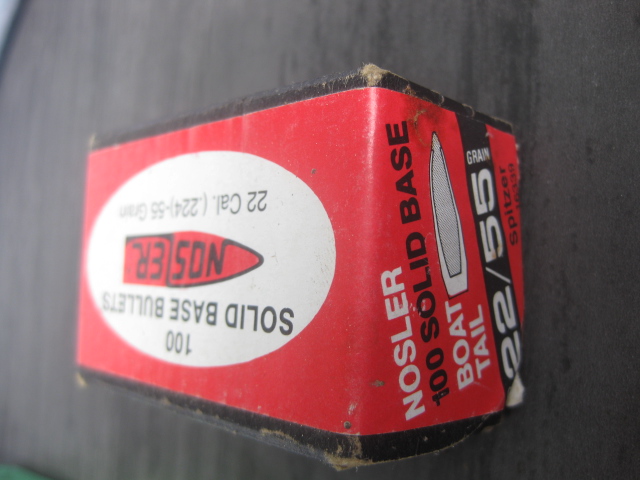 100
SOLID BASE BULLETS
NOSLER
22 Cal. (.224)-55 Grain
NOSLER
100 SOLID BASE
BOAT
TAIL
22/55
GRAIN
Spitzer